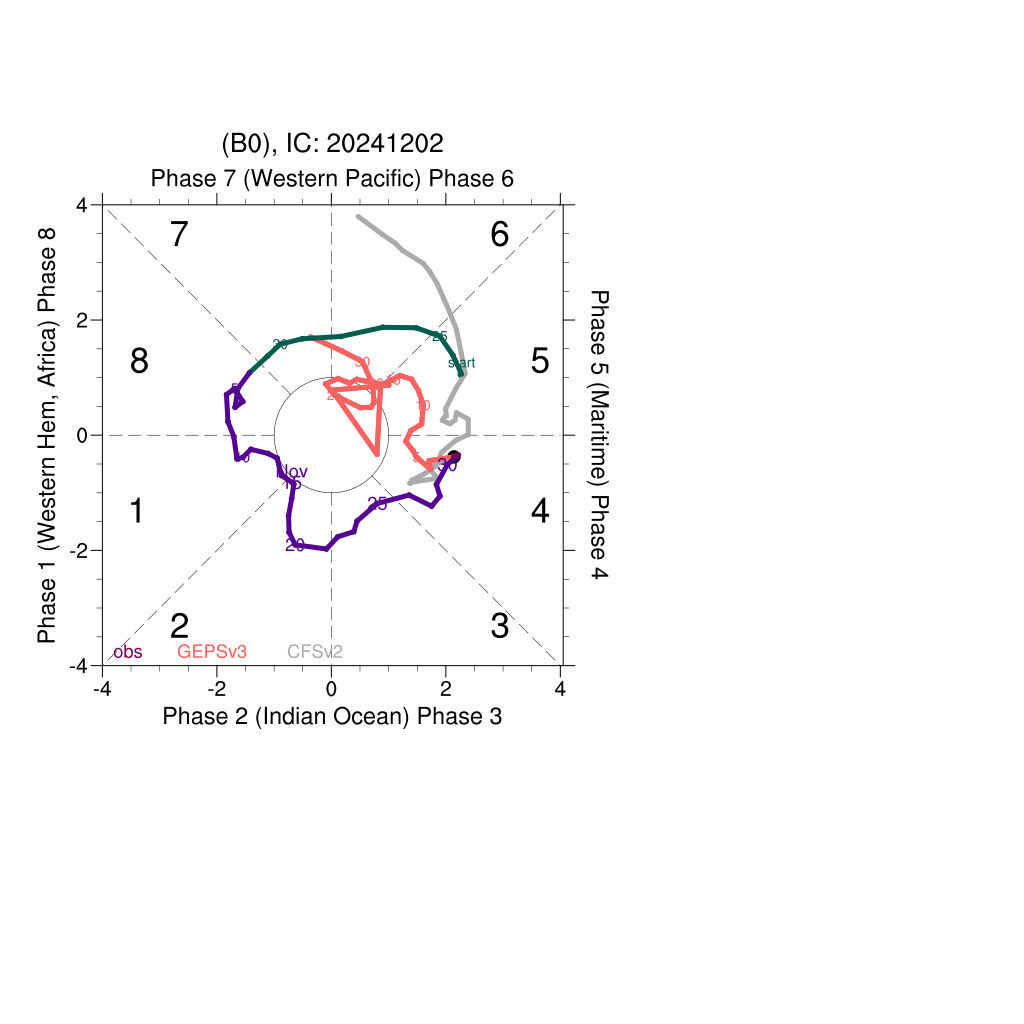 (B0), IC: 20241202
Phase 7 (Western Pacific) Phase 6
Phase 1 (Western Hem, Africa) Phase 8
Phase 5 (Maritime) Phase 4
4
2
0
-2
-4
7
6
8
5
1
4
2
3
25
start
30
30
15
10
5
5
Nov
15
20
25
30
obs GEPSv3 CFSv2
-4 -2 0 2 4
Phase 2 (Indian Ocean) Phase 3